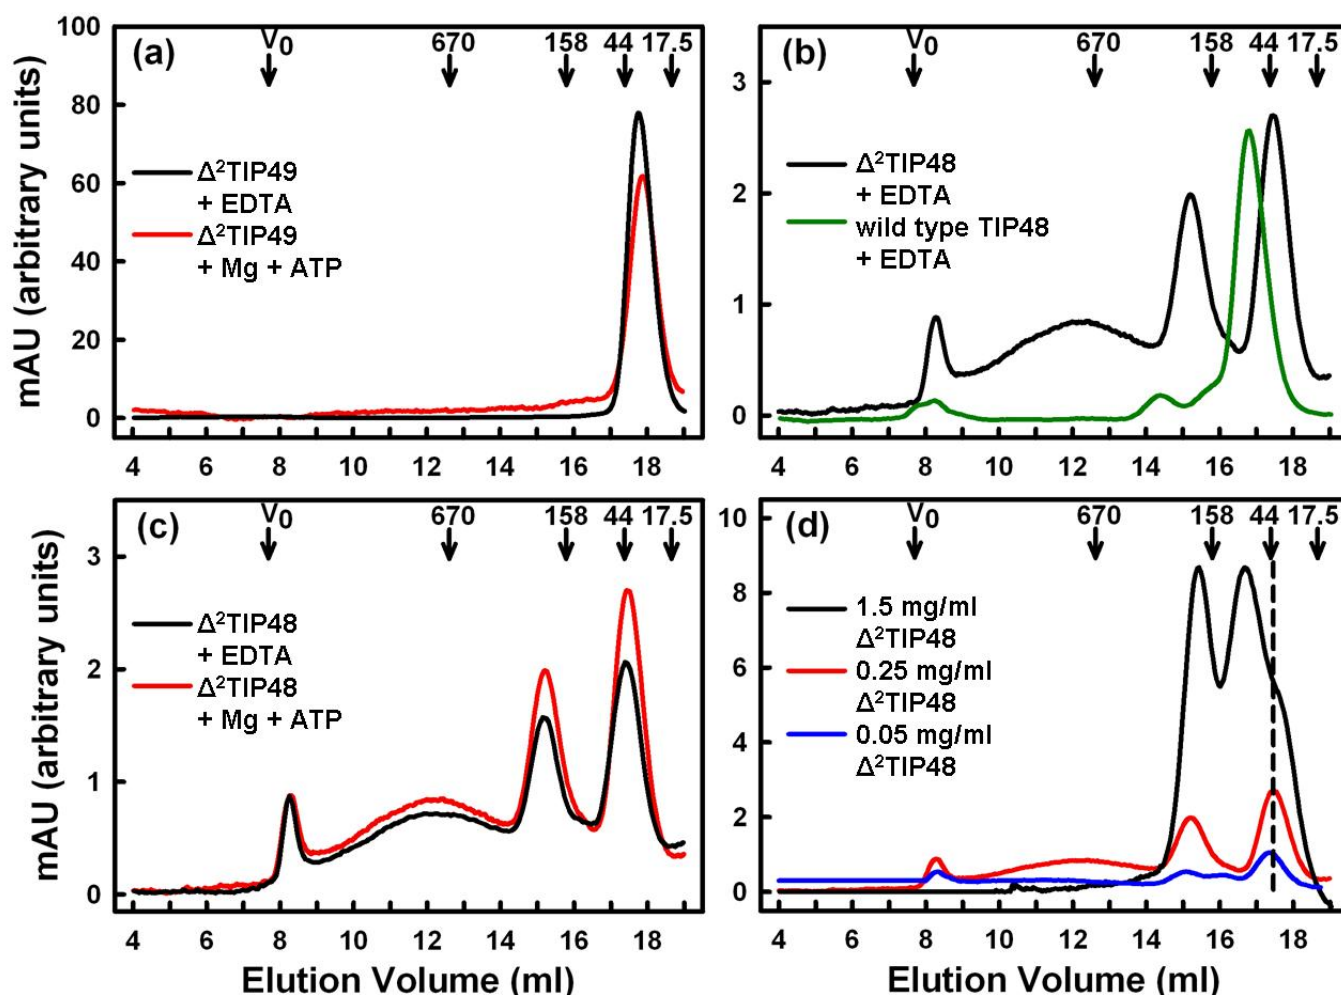 mAU (arbitrary units)
(a)
V0
670
158
44
17.5
100
80
60
40
20
0
Δ²TIP49
+ EDTA
Δ²TIP49
+ Mg + ATP
4 6 8 10 12 14 16 18
(b)
V0
670
158
44
17.5
3
2
1
0
Δ²TIP48
+ EDTA
wild type TIP48
+ EDTA
4 6 8 10 12 14 16 18
mAU (arbitrary units)
(c)
V0
670
158
44
17.5
3
2
1
0
Δ²TIP48
+ EDTA
Δ²TIP48
+ Mg + ATP
4 6 8 10 12 14 16 18
Elution Volume (ml)
(d)
V0
670
158
44
17.5
10
8
6
4
2
0
1.5 mg/ml
Δ²TIP48
0.25 mg/ml
Δ²TIP48
0.05 mg/ml
Δ²TIP48
4 6 8 10 12 14 16 18
Elution Volume (ml)